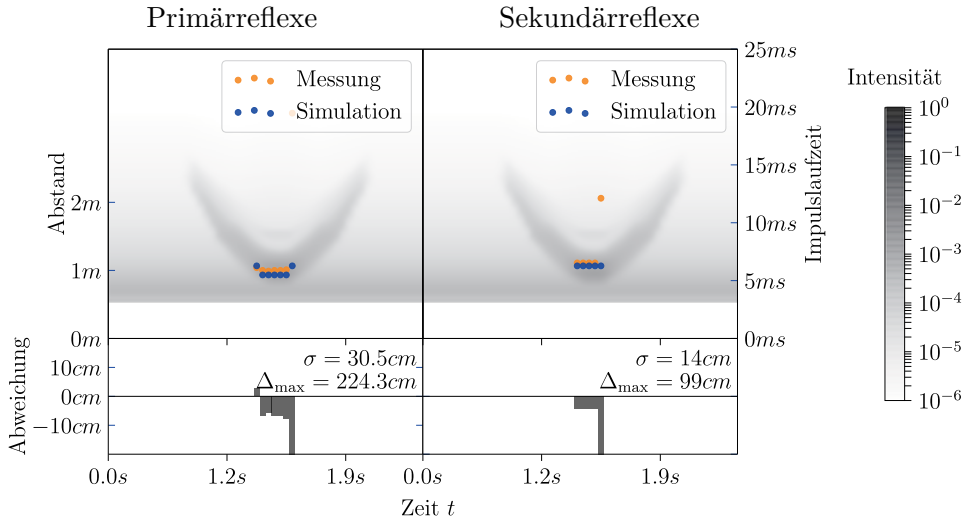 Primärreflexe
Sekundärreflexe
Messung
Simulation
Messung
Simulation
Abstand
2m
1m
0m
25ms
20ms
15ms
10ms
5ms
0ms
Impulslaufzeit
Intensität
10⁰
10⁻¹
10⁻²
10⁻³
10⁻⁴
10⁻⁵
10⁻⁶
Abweichung
10cm
0cm
−10cm
σ = 30.5cm
Δmax = 224.3cm
σ = 14cm
Δmax = 99cm
0.0s 1.2s 1.9s 0.0s 1.2s 1.9s
Zeit t